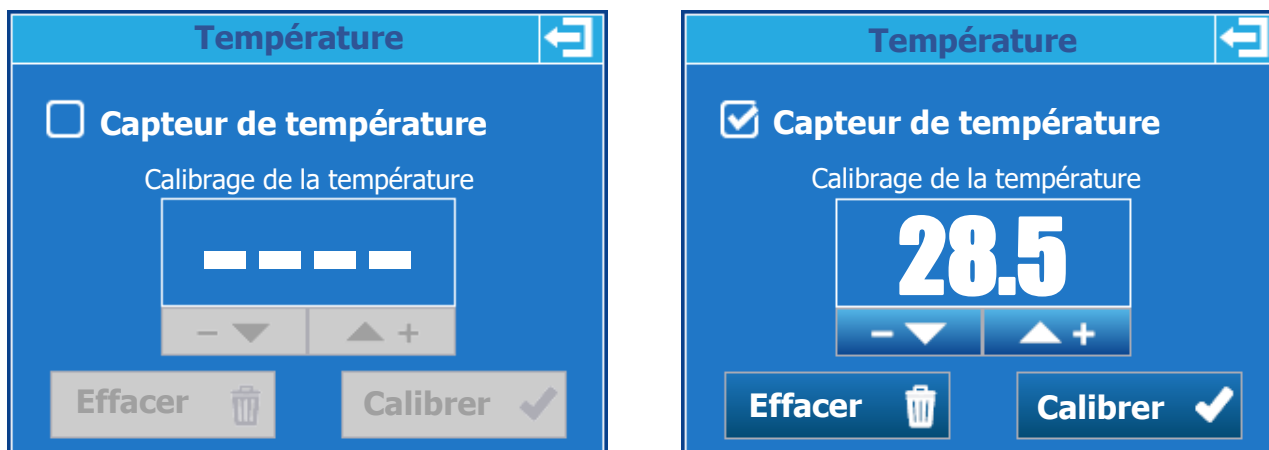 Température
Capteur de température
Calibrage de la température
– – – –
– +
Effacer
Calibrer
Température
Capteur de température
Calibrage de la température
28.5
– +
Effacer
Calibrer